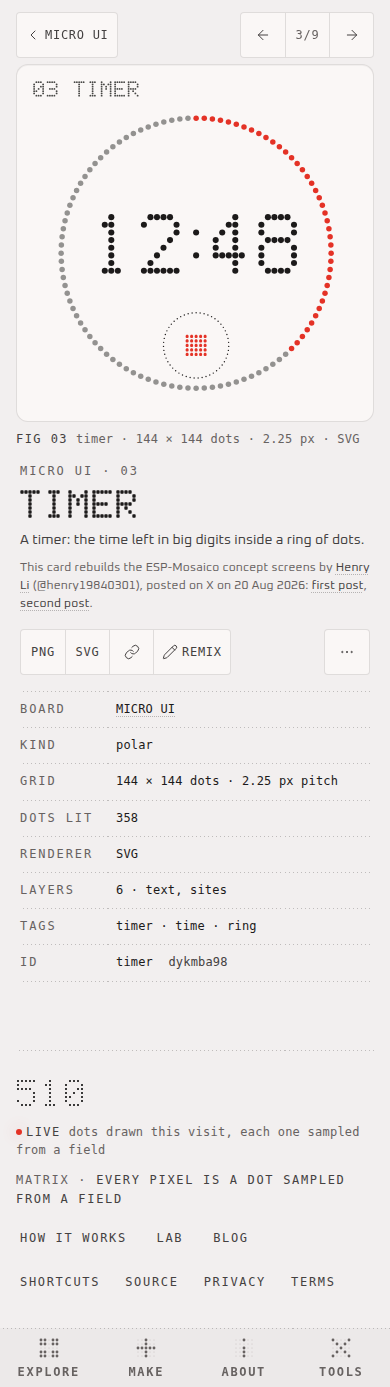 MICRO UI
3/9
03 TIMER
12:48
FIG 03 timer · 144 × 144 dots · 2.25 px · SVG
MICRO UI · 03
TIMER
A timer: the time left in big digits inside a ring of dots.
This card rebuilds the ESP-Mosaico concept screens by Henry
Li (@henry19840301), posted on X on 20 Aug 2026: first post,
second post.
PNG SVG REMIX ...
BOARD MICRO UI
KIND polar
GRID 144 × 144 dots · 2.25 px pitch
DOTS LIT 358
RENDERER SVG
LAYERS 6 · text, sites
TAGS timer · time · ring
ID timer dykmba98
510
LIVE dots drawn this visit, each one sampled
from a field
MATRIX · EVERY PIXEL IS A DOT SAMPLED
FROM A FIELD
HOW IT WORKS LAB BLOG
SHORTCUTS SOURCE PRIVACY TERMS
EXPLORE MAKE ABOUT TOOLS